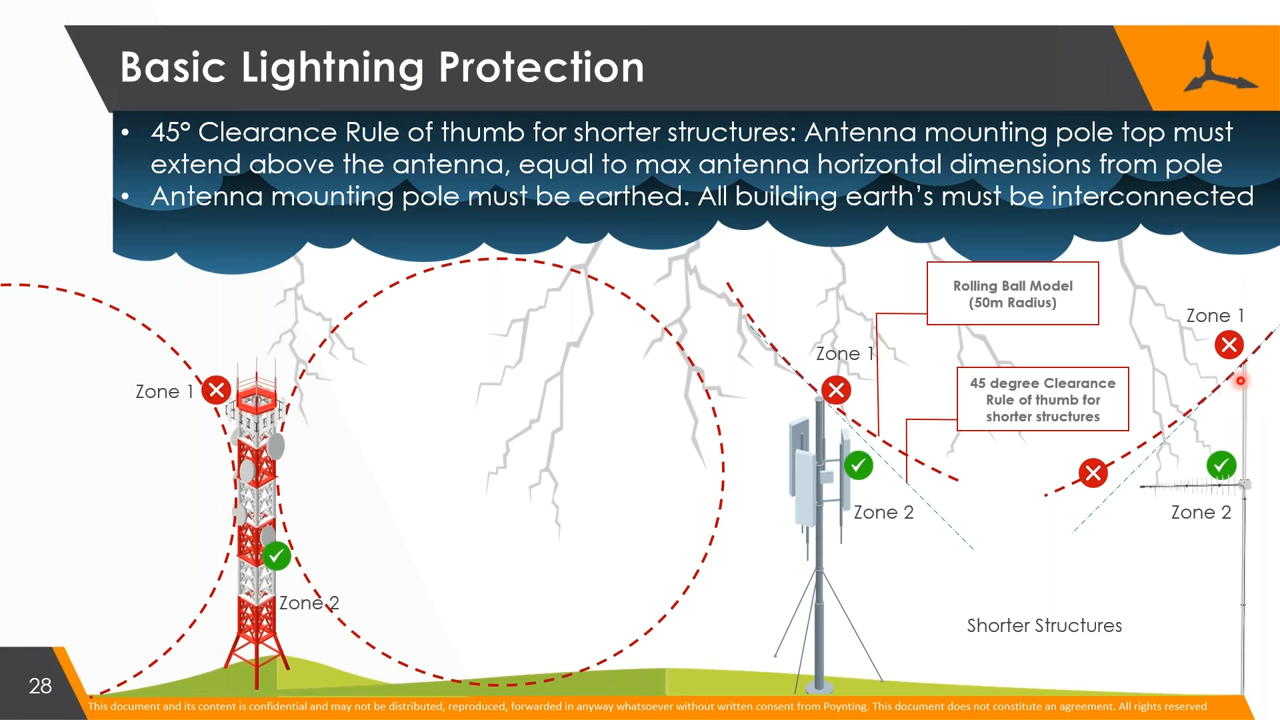 Basic Lightning Protection
• 45° Clearance Rule of thumb for shorter structures: Antenna mounting pole top must
extend above the antenna, equal to max antenna horizontal dimensions from pole
• Antenna mounting pole must be earthed. All building earth's must be interconnected
Rolling Ball Model
(50m Radius)
Zone 1
Zone 1
Zone 1
45 degree Clearance
Rule of thumb for
shorter structures
Zone 2
Zone 2
Zone 2
Shorter Structures
28
This document and its content is confidential and may not be distributed, reproduced, forwarded in anyway whatsoever without written consent from Poynting. This document does not constitute an agreement. All rights reserved